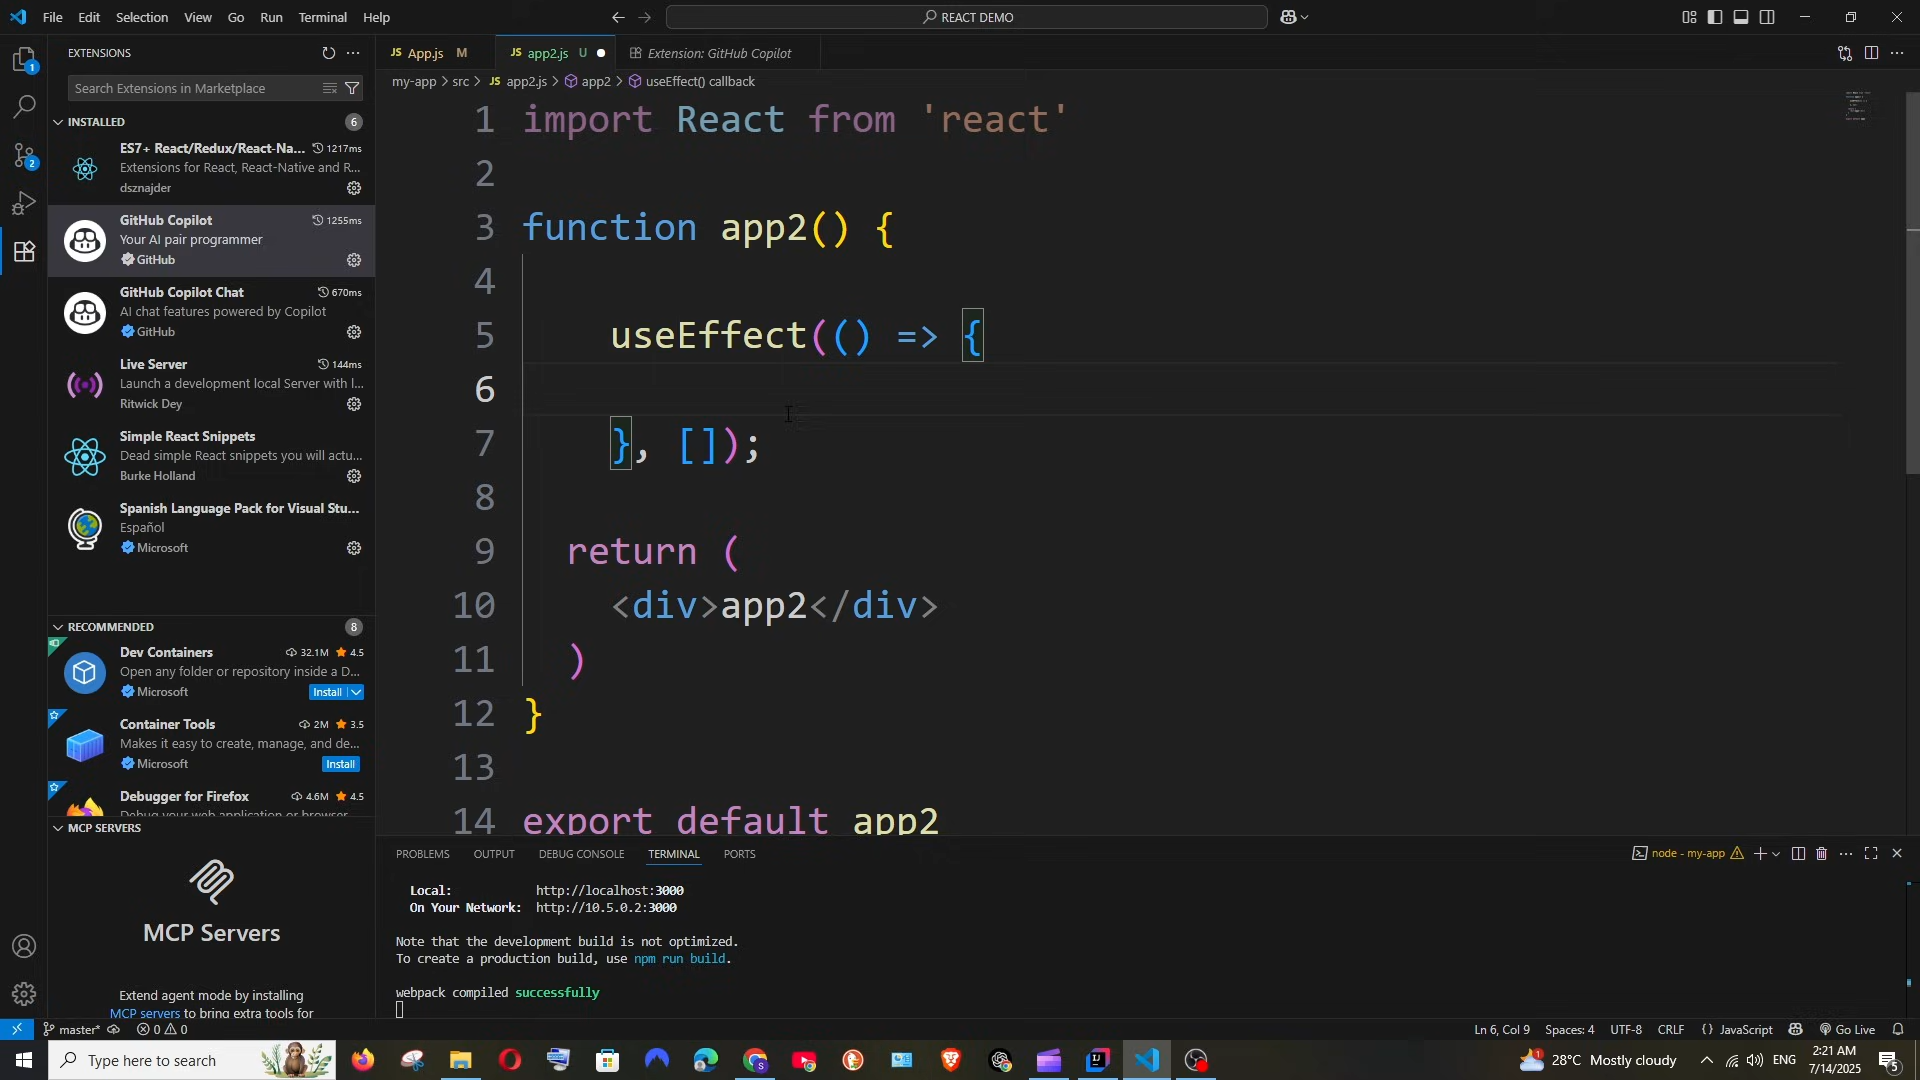 File Edit Selection View Go Run Terminal Help
REACT DEMO
EXTENSIONS
Search Extensions in Marketplace
INSTALLED 6
ES7+ React/Redux/React-Na... 1217ms
Extensions for React, React-Native and R...
dsznajder
GitHub Copilot 1255ms
Your AI pair programmer
GitHub
GitHub Copilot Chat 670ms
AI chat features powered by Copilot
GitHub
Live Server 144ms
Launch a development local Server with l...
Ritwick Dey
Simple React Snippets
Dead simple React snippets you will actu...
Burke Holland
Spanish Language Pack for Visual Stu...
Español
Microsoft
RECOMMENDED 8
Dev Containers 32.1M 4.5
Open any folder or repository inside a D...
Microsoft Install
Container Tools 2M 3.5
Makes it easy to create, manage, and de...
Microsoft Install
Debugger for Firefox 4.6M 4.5
Debug your web application or browser
MCP SERVERS
MCP Servers
Extend agent mode by installing
MCP servers to bring extra tools for
JS App.js M JS app2.js U Extension: GitHub Copilot
my-app > src > JS app2.js > app2 > useEffect() callback
1 import React from 'react'
2
3 function app2() {
4
5 useEffect(() => {
6
7 }, []);
8
9 return (
10 <div>app2</div>
11 )
12 }
13
14 export default app2
PROBLEMS OUTPUT DEBUG CONSOLE TERMINAL PORTS
node - my-app
Local: http://localhost:3000
On Your Network: http://10.5.0.2:3000
Note that the development build is not optimized.
To create a production build, use npm run build.
webpack compiled successfully
master* 0 0
Ln 6, Col 9 Spaces: 4 UTF-8 CRLF {} JavaScript Go Live
Type here to search
28°C Mostly cloudy ENG 2:21 AM
7/14/2025 5